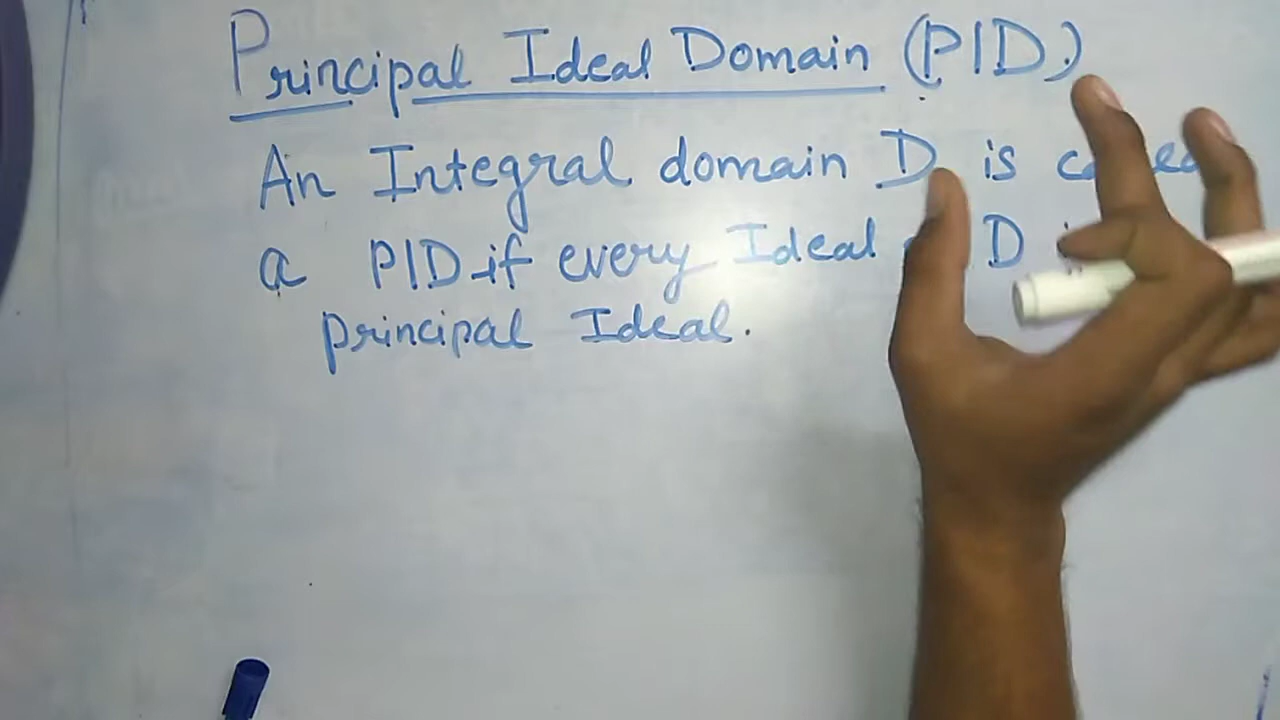 Principal Ideal Domain (PID)
An Integral domain D is
a PID if every Ideal D
principal Ideal.